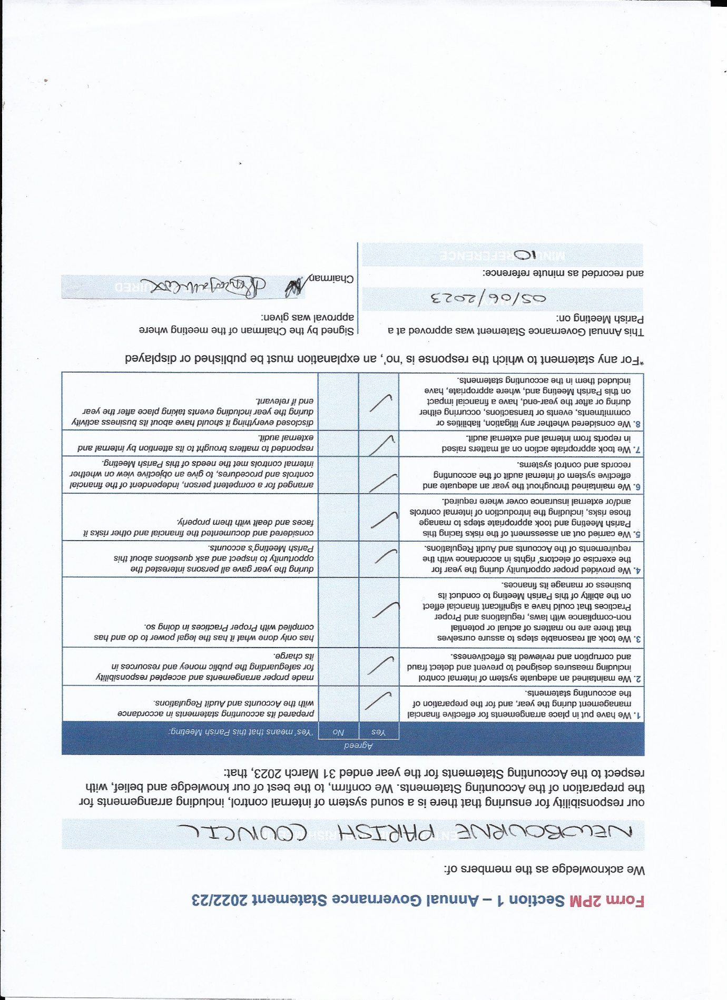 Form 2PM Section 1 – Annual Governance Statement 2022/23
We acknowledge as the members of:
NEWBOURNE PARISH COUNCIL
our responsibility for ensuring that there is a sound system of internal control, including arrangements for
the preparation of the Accounting Statements. We confirm, to the best of our knowledge and belief, with
respect to the Accounting Statements for the year ended 31 March 2023, that:
Agreed
Yes No 'Yes' means that this Parish Meeting:
1. We have put in place arrangements for effective financial
management during the year, and for the preparation of
the accounting statements.
prepared its accounting statements in accordance
with the Accounts and Audit Regulations.
2. We maintained an adequate system of internal control
including measures designed to prevent and detect fraud
and corruption and reviewed its effectiveness.
made proper arrangements and accepted responsibility
for safeguarding the public money and resources in
its charge.
3. We took all reasonable steps to assure ourselves
that there are no matters of actual or potential
non-compliance with laws, regulations and Proper
Practices that could have a significant financial effect
on the ability of this Parish Meeting to conduct its
business or manage its finances.
has only done what it has the legal power to do and has
complied with Proper Practices in doing so.
4. We provided proper opportunity during the year for
the exercise of electors' rights in accordance with the
requirements of the Accounts and Audit Regulations.
during the year gave all persons interested the
opportunity to inspect and ask questions about this
Parish Meeting's accounts.
5. We carried out an assessment of the risks facing this
Parish Meeting and took appropriate steps to manage
those risks, including the introduction of internal controls
and/or external insurance cover where required.
considered and documented the financial and other risks it
faces and dealt with them properly.
6. We maintained throughout the year an adequate and
effective system of internal audit of the accounting
records and control systems.
arranged for a competent person, independent of the financial
controls and procedures, to give an objective view on whether
internal controls met the needs of this Parish Meeting.
7. We took appropriate action on all matters raised
in reports from internal and external audit.
responded to matters brought to its attention by internal and
external audit.
8. We considered whether any litigation, liabilities or
commitments, events or transactions, occurring either
during or after the year-end, have a financial impact
on this Parish Meeting and, where appropriate, have
included them in the accounting statements.
disclosed everything it should have about its business activity
during the year including events taking place after the year
end if relevant.
*For any statement to which the response is 'no', an explanation must be published or displayed
This Annual Governance Statement was approved at a
Parish Meeting on:
05/06/2023
and recorded as minute reference:
MINUTE REFERENCE
10
Signed by the Chairman of the meeting where
approval was given:
Chairman